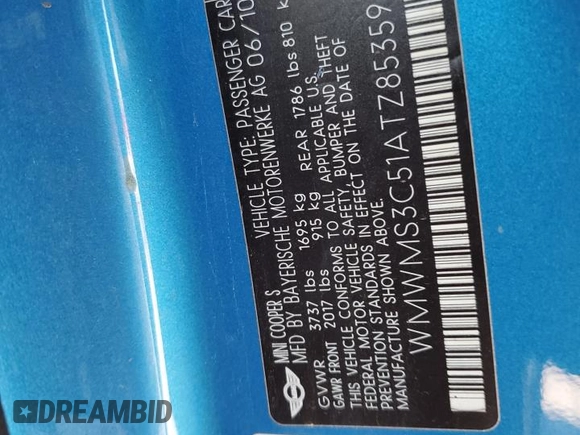 MINI COOPER S VEHICLE TYPE: PASSENGER CAR
MFD BY BAYERISCHE MOTORENWERKE AG 06/10
GVWR 3737 lbs 1695 kg REAR 1786 lbs 810 k
GAWR FRONT 2017 lbs 915 kg
THIS VEHICLE CONFORMS TO ALL APPLICABLE U.S.
FEDERAL MOTOR VEHICLE SAFETY, BUMPER AND THEFT
PREVENTION STANDARDS IN EFFECT ON THE DATE OF
MANUFACTURE SHOWN ABOVE.
WMWMS3C51ATZ85359
DREAMBID